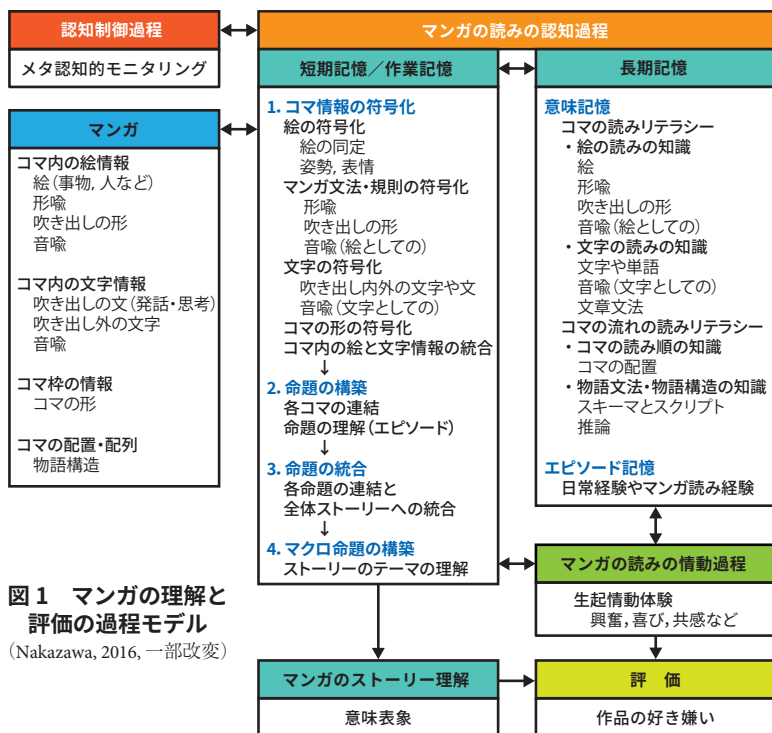 認知制御過程
メタ認知的モニタリング
マンガの読みの認知過程
マンガ
コマ内の絵情報
絵（事物, 人など）
形喩
吹き出しの形
音喩
コマ内の文字情報
吹き出しの文（発話・思考）
吹き出し外の文字
音喩
コマ枠の情報
コマの形
コマの配置・配列
物語構造
短期記憶／作業記憶
1. コマ情報の符号化
絵の符号化
絵の同定
姿勢, 表情
マンガ文法・規則の符号化
形喩
吹き出しの形
音喩（絵としての）
文字の符号化
吹き出し内外の文字や文
音喩（文字としての）
コマの形の符号化
コマ内の絵と文字情報の統合
↓
2. 命題の構築
各コマの連結
命題の理解（エピソード）
↓
3. 命題の統合
各命題の連結と
全体ストーリーへの統合
↓
4. マクロ命題の構築
ストーリーのテーマの理解
長期記憶
意味記憶
コマの読みリテラシー
・絵の読みの知識
絵
形喩
吹き出しの形
音喩（絵としての）
・文字の読みの知識
文字や単語
音喩（文字としての）
文章文法
コマの流れの読みリテラシー
・コマの読み順の知識
コマの配置
・物語文法・物語構造の知識
スキーマとスクリプト
推論
エピソード記憶
日常経験やマンガ読み経験
マンガの読みの情動過程
生起情動体験
興奮, 喜び, 共感など
マンガのストーリー理解
意味表象
評　価
作品の好き嫌い
図1　マンガの理解と
評価の過程モデル
（Nakazawa, 2016, 一部改変）